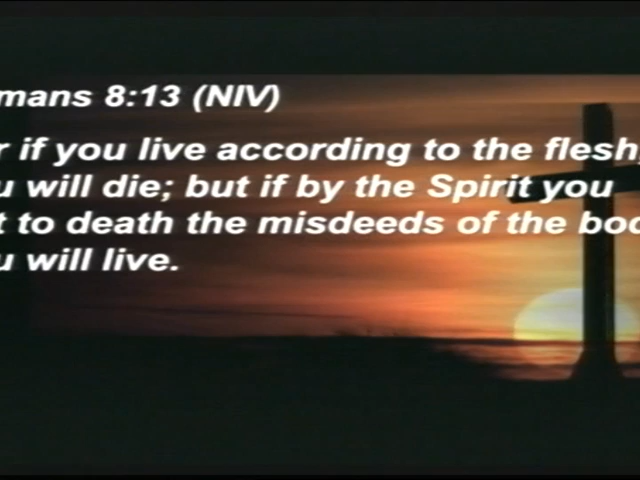 mans 8:13 (NIV)
r if you live according to the flesh,
u will die; but if by the Spirit you
t to death the misdeeds of the bod
u will live.